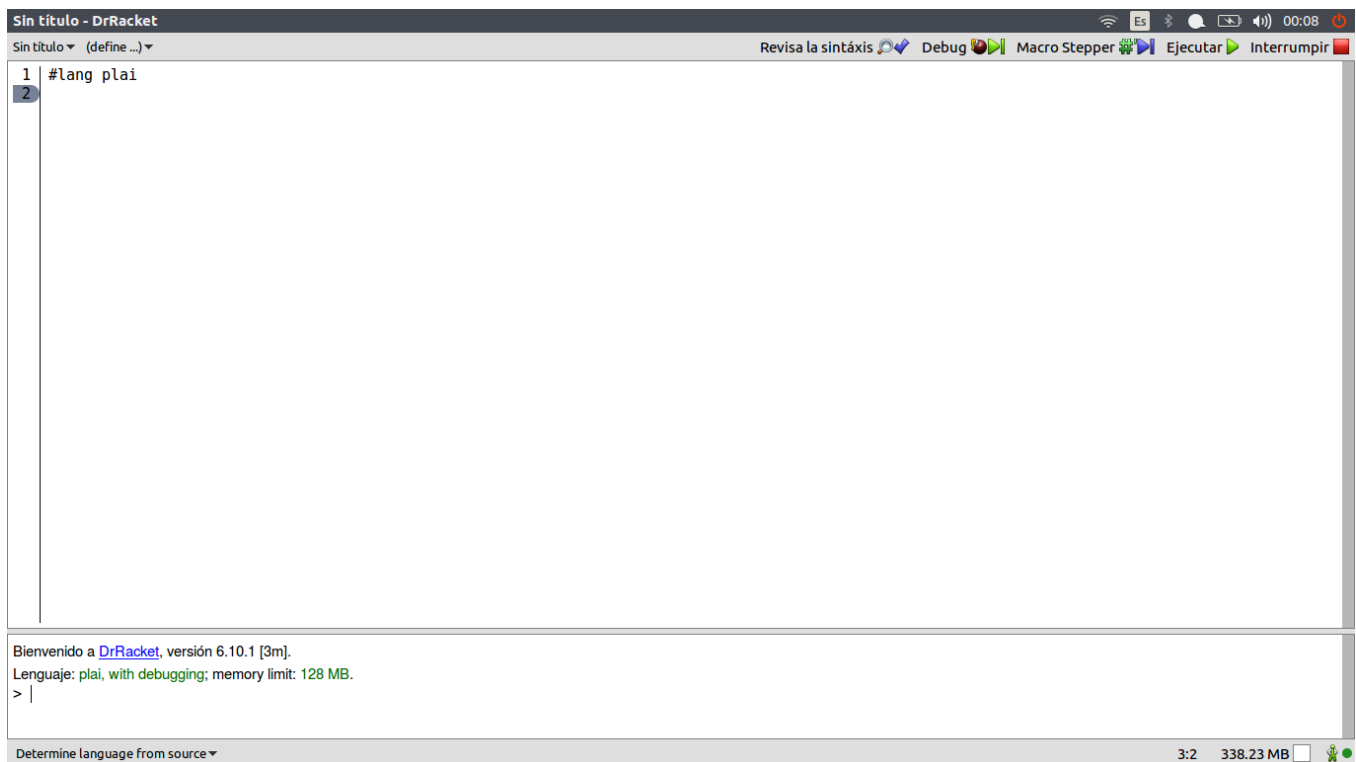 Sin título - DrRacket Es 00:08
Sin título (define ...) Revisa la sintáxis Debug Macro Stepper Ejecutar Interrumpir
1 #lang plai
2
Bienvenido a DrRacket, versión 6.10.1 [3m].
Lenguaje: plai, with debugging; memory limit: 128 MB.
>
Determine language from source 3:2 338.23 MB